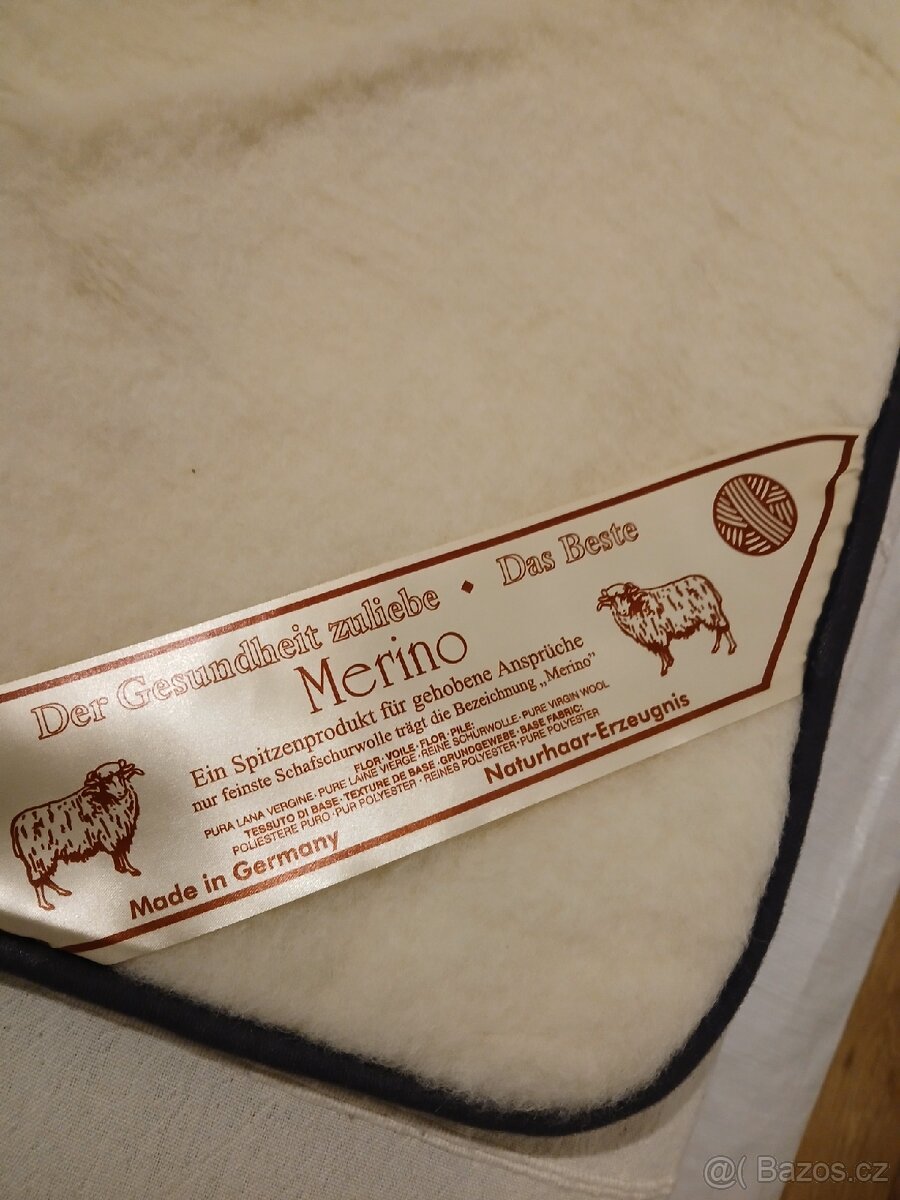 Der Gesundheit zuliebe ◆ Das Beste
Merino
Ein Spitzenprodukt für gehobene Ansprüche
nur feinste Schafschurwolle trägt die Bezeichnung „Merino”
FLOR·VOILE·FLOR·PILE:
PURA LANA VERGINE·PURE LAINE VIERGE·REINE SCHURWOLLE·PURE VIRGIN WOOL
TESSUTO DI BASE·TEXTURE DE BASE·GRUNDGEWEBE·BASE FABRIC:
POLIESTERE PURO·PUR POLYESTER·REINES POLYESTER·PURE POLYESTER
Made in Germany
Naturhaar-Erzeugnis
@( Bazos.cz